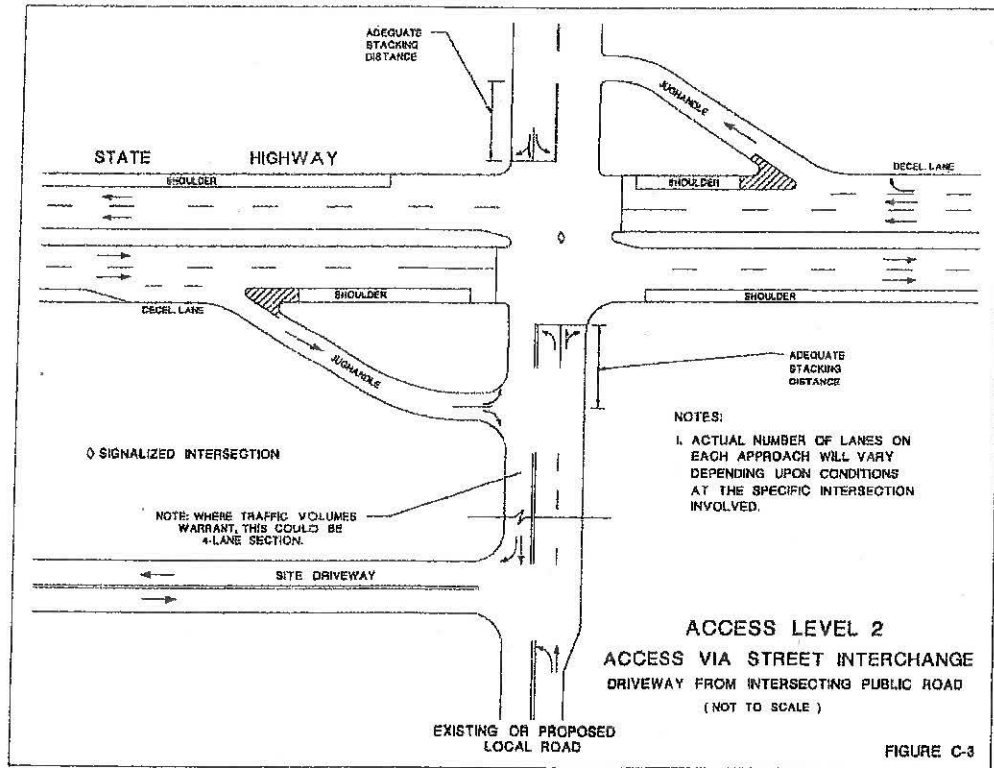 ADEQUATE
STACKING
DISTANCE
JUGHANDLE
STATE HIGHWAY
SHOULDER
SHOULDER
DECEL. LANE
SHOULDER
SHOULDER
DECEL. LANE
JUGHANDLE
ADEQUATE
STACKING
DISTANCE
◊ SIGNALIZED INTERSECTION
NOTES:
1. ACTUAL NUMBER OF LANES ON
EACH APPROACH WILL VARY
DEPENDING UPON CONDITIONS
AT THE SPECIFIC INTERSECTION
INVOLVED.
NOTE: WHERE TRAFFIC VOLUMES
WARRANT, THIS COULD BE
4-LANE SECTION.
SITE DRIVEWAY
ACCESS LEVEL 2
ACCESS VIA STREET INTERCHANGE
DRIVEWAY FROM INTERSECTING PUBLIC ROAD
( NOT TO SCALE )
EXISTING OR PROPOSED
LOCAL ROAD
FIGURE C-3